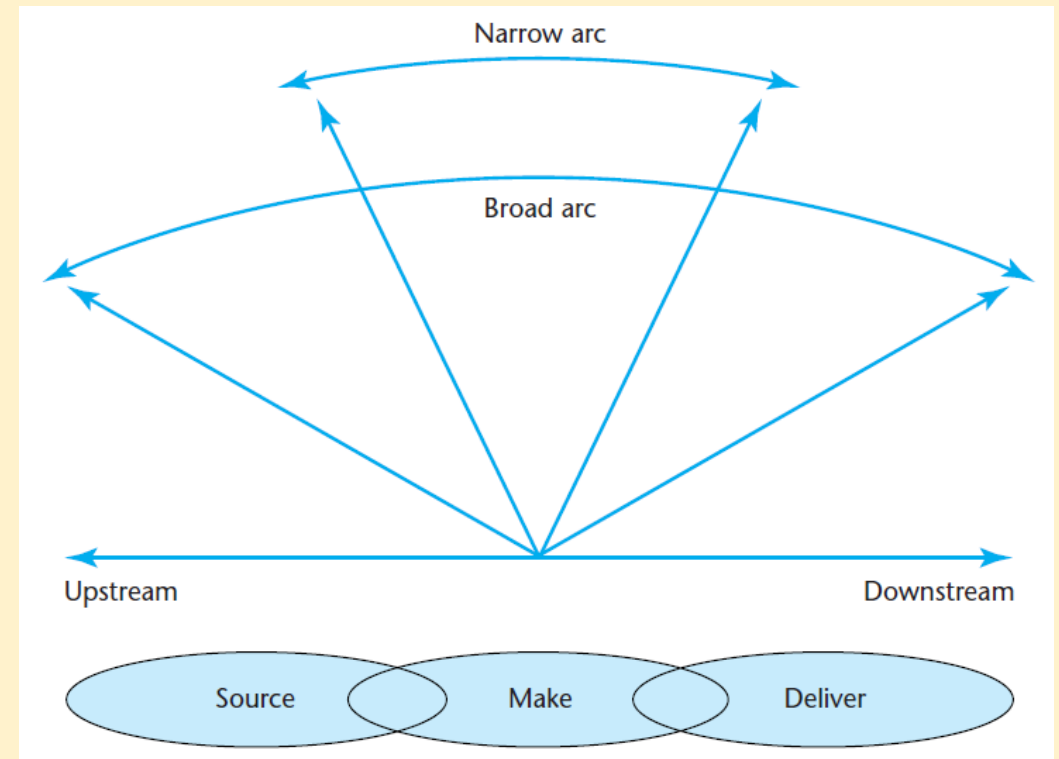 Narrow arc
Broad arc
Upstream
Downstream
Source
Make
Deliver